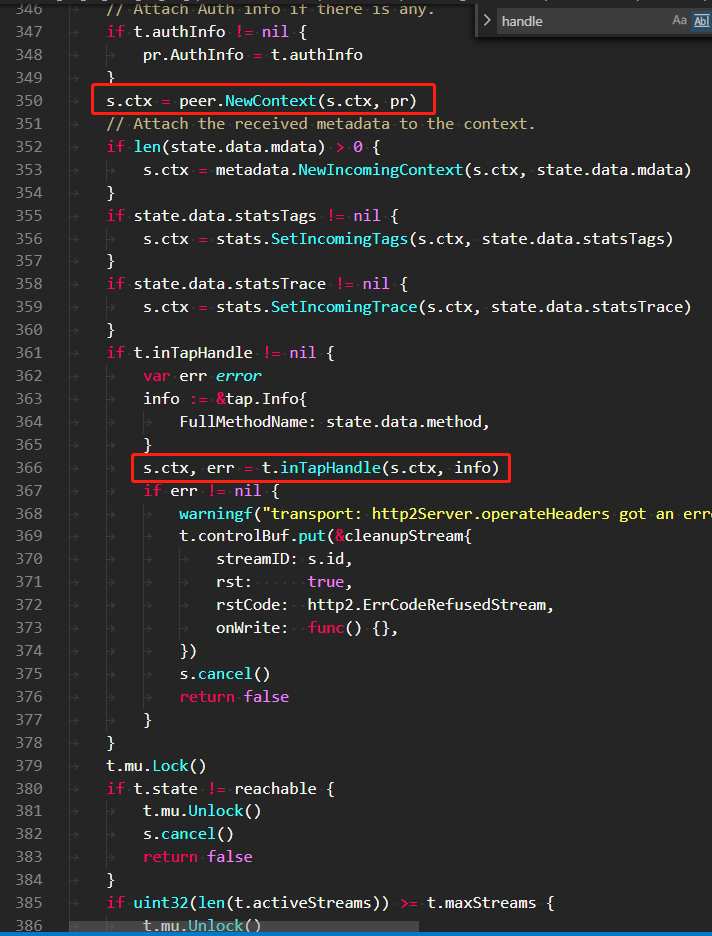 346 // Attach Auth info if there is any.
347 if t.authInfo != nil {
348 pr.AuthInfo = t.authInfo
349 }
350 s.ctx = peer.NewContext(s.ctx, pr)
351 // Attach the received metadata to the context.
352 if len(state.data.mdata) > 0 {
353 s.ctx = metadata.NewIncomingContext(s.ctx, state.data.mdata)
354 }
355 if state.data.statsTags != nil {
356 s.ctx = stats.SetIncomingTags(s.ctx, state.data.statsTags)
357 }
358 if state.data.statsTrace != nil {
359 s.ctx = stats.SetIncomingTrace(s.ctx, state.data.statsTrace)
360 }
361 if t.inTapHandle != nil {
362 var err error
363 info := &tap.Info{
364 FullMethodName: state.data.method,
365 }
366 s.ctx, err = t.inTapHandle(s.ctx, info)
367 if err != nil {
368 warningf("transport: http2Server.operateHeaders got an erro
369 t.controlBuf.put(&cleanupStream{
370 streamID: s.id,
371 rst: true,
372 rstCode: http2.ErrCodeRefusedStream,
373 onWrite: func() {},
374 })
375 s.cancel()
376 return false
377 }
378 }
379 t.mu.Lock()
380 if t.state != reachable {
381 t.mu.Unlock()
382 s.cancel()
383 return false
384 }
385 if uint32(len(t.activeStreams)) >= t.maxStreams {
386 t.mu.Unlock()
handle Aa Abl